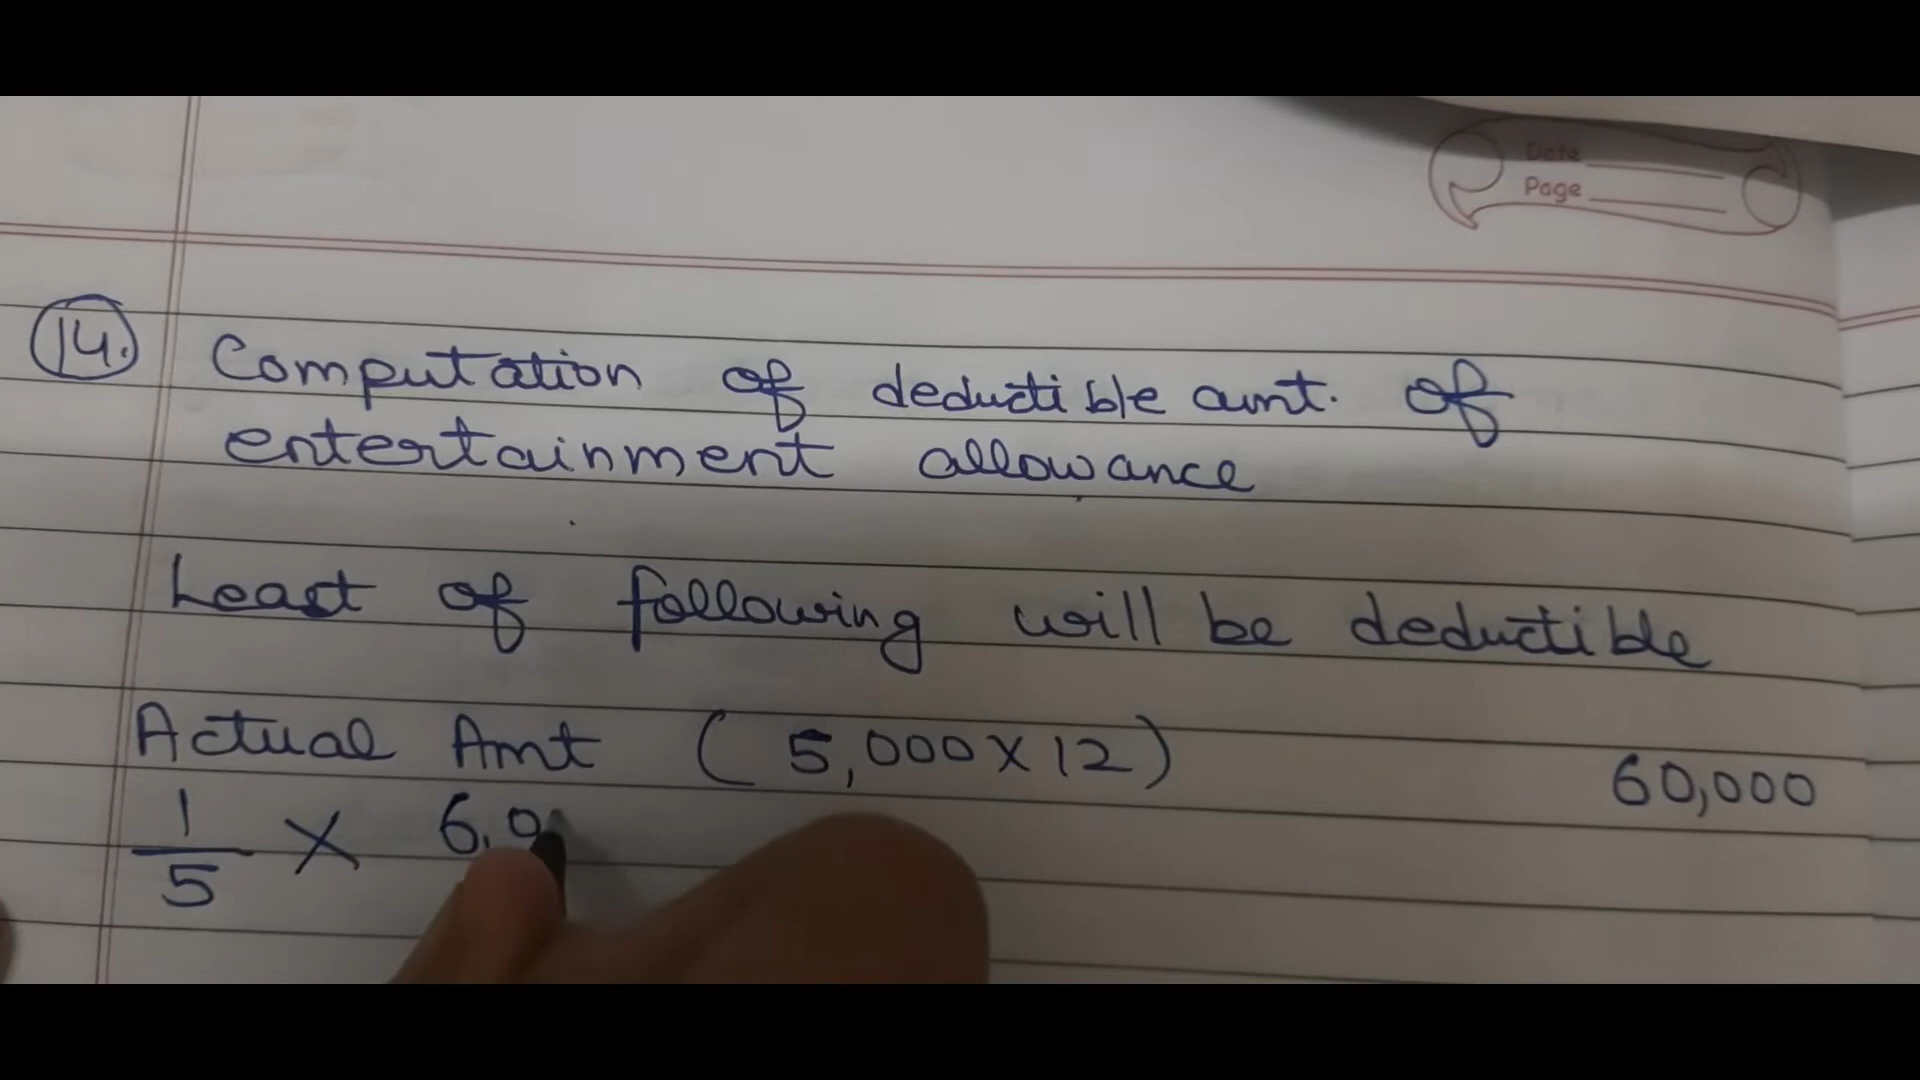 Date
Page
14. Computation of deductible amt. of
entertainment allowance
Least of following will be deductible
Actual Amt (5,000 X 12) 60,000
1/5 X 6,0